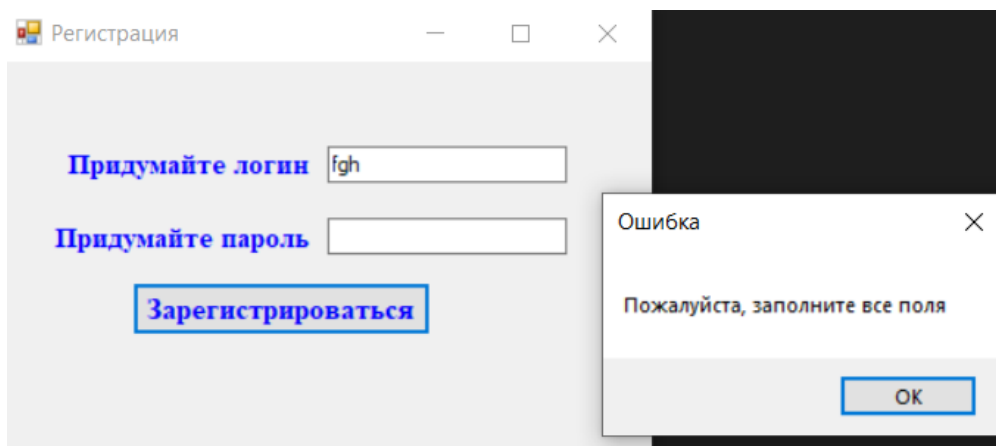 Регистрация
Придумайте логин
fgh
Придумайте пароль
Зарегистрироваться
Ошибка
Пожалуйста, заполните все поля
OK